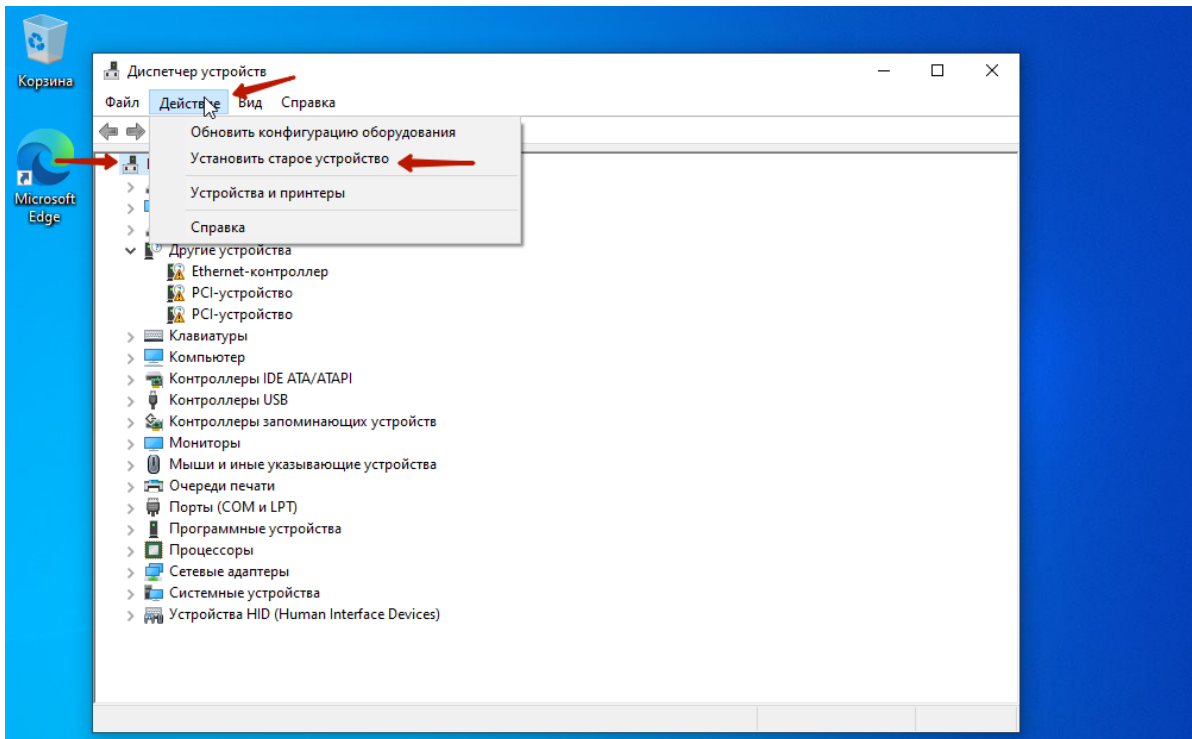 Корзина
Microsoft
Edge
Диспетчер устройств
Файл Действие Вид Справка
Обновить конфигурацию оборудования
Установить старое устройство
Устройства и принтеры
Справка
Другие устройства
Ethernet-контроллер
PCI-устройство
PCI-устройство
Клавиатуры
Компьютер
Контроллеры IDE ATA/ATAPI
Контроллеры USB
Контроллеры запоминающих устройств
Мониторы
Мыши и иные указывающие устройства
Очереди печати
Порты (COM и LPT)
Программные устройства
Процессоры
Сетевые адаптеры
Системные устройства
Устройства HID (Human Interface Devices)